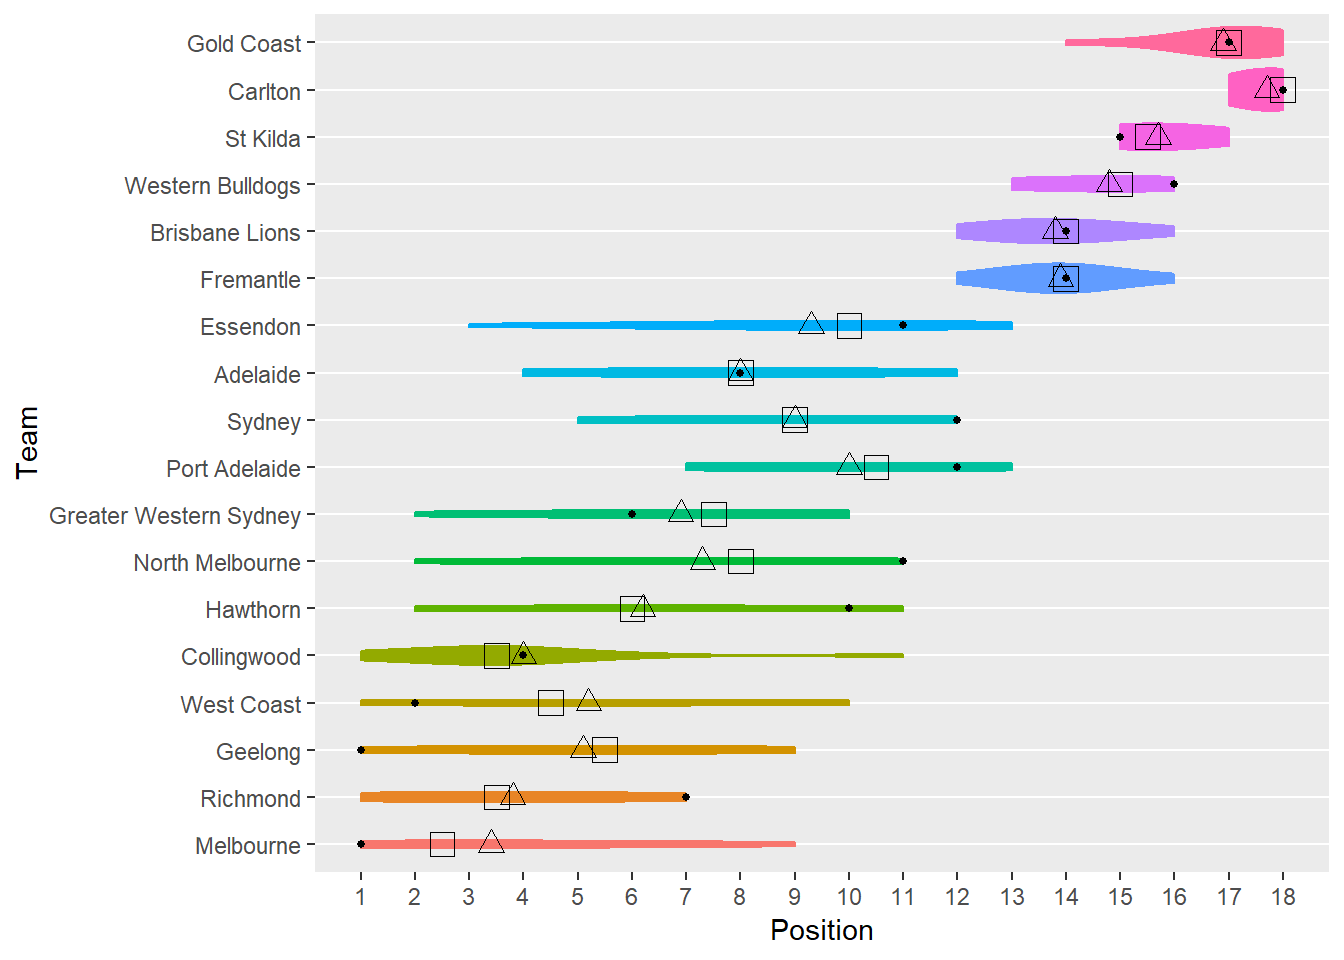 Gold Coast
Carlton
St Kilda
Western Bulldogs
Brisbane Lions
Fremantle
Essendon
Adelaide
Sydney
Port Adelaide
Greater Western Sydney
North Melbourne
Hawthorn
Collingwood
West Coast
Geelong
Richmond
Melbourne
Team
1 2 3 4 5 6 7 8 9 10 11 12 13 14 15 16 17 18
Position